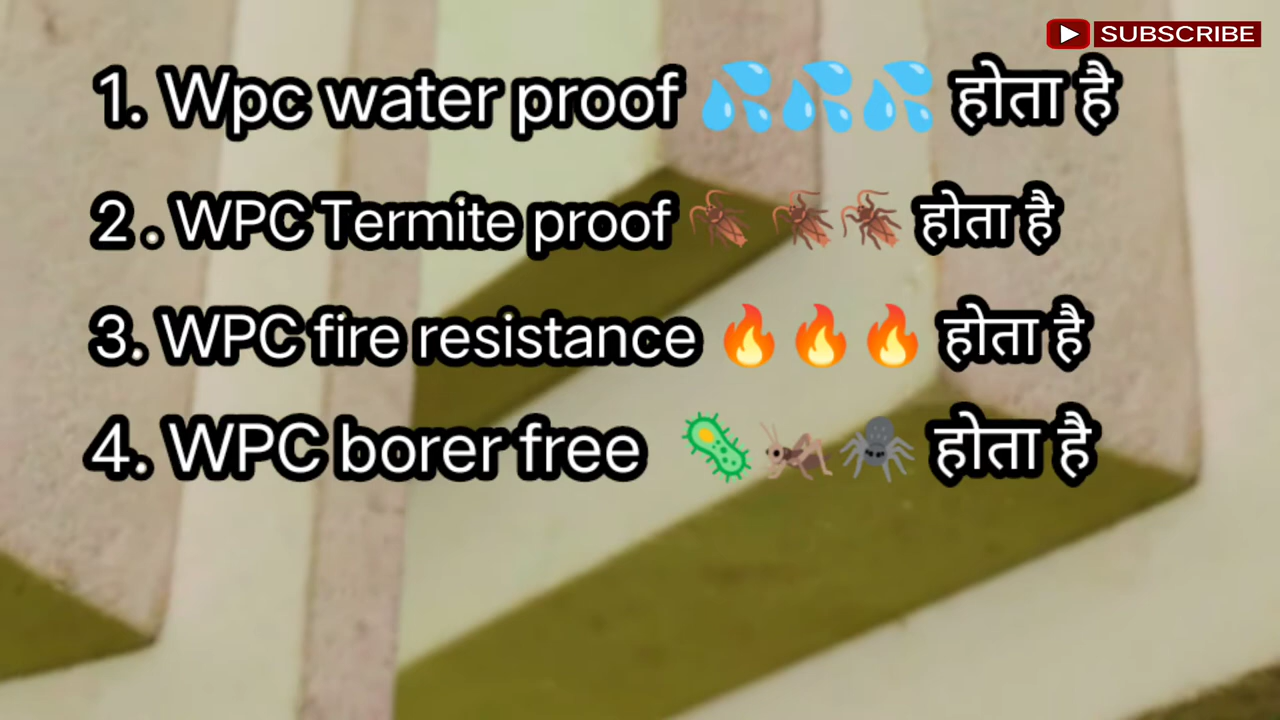 SUBSCRIBE
1. Wpc water proof 💦💦💦 होता है
2 . WPC Termite proof 🪳 🪳🪳 होता है
3. WPC fire resistance 🔥🔥🔥 होता है
4. WPC borer free 🦠🦗🕷️ होता है